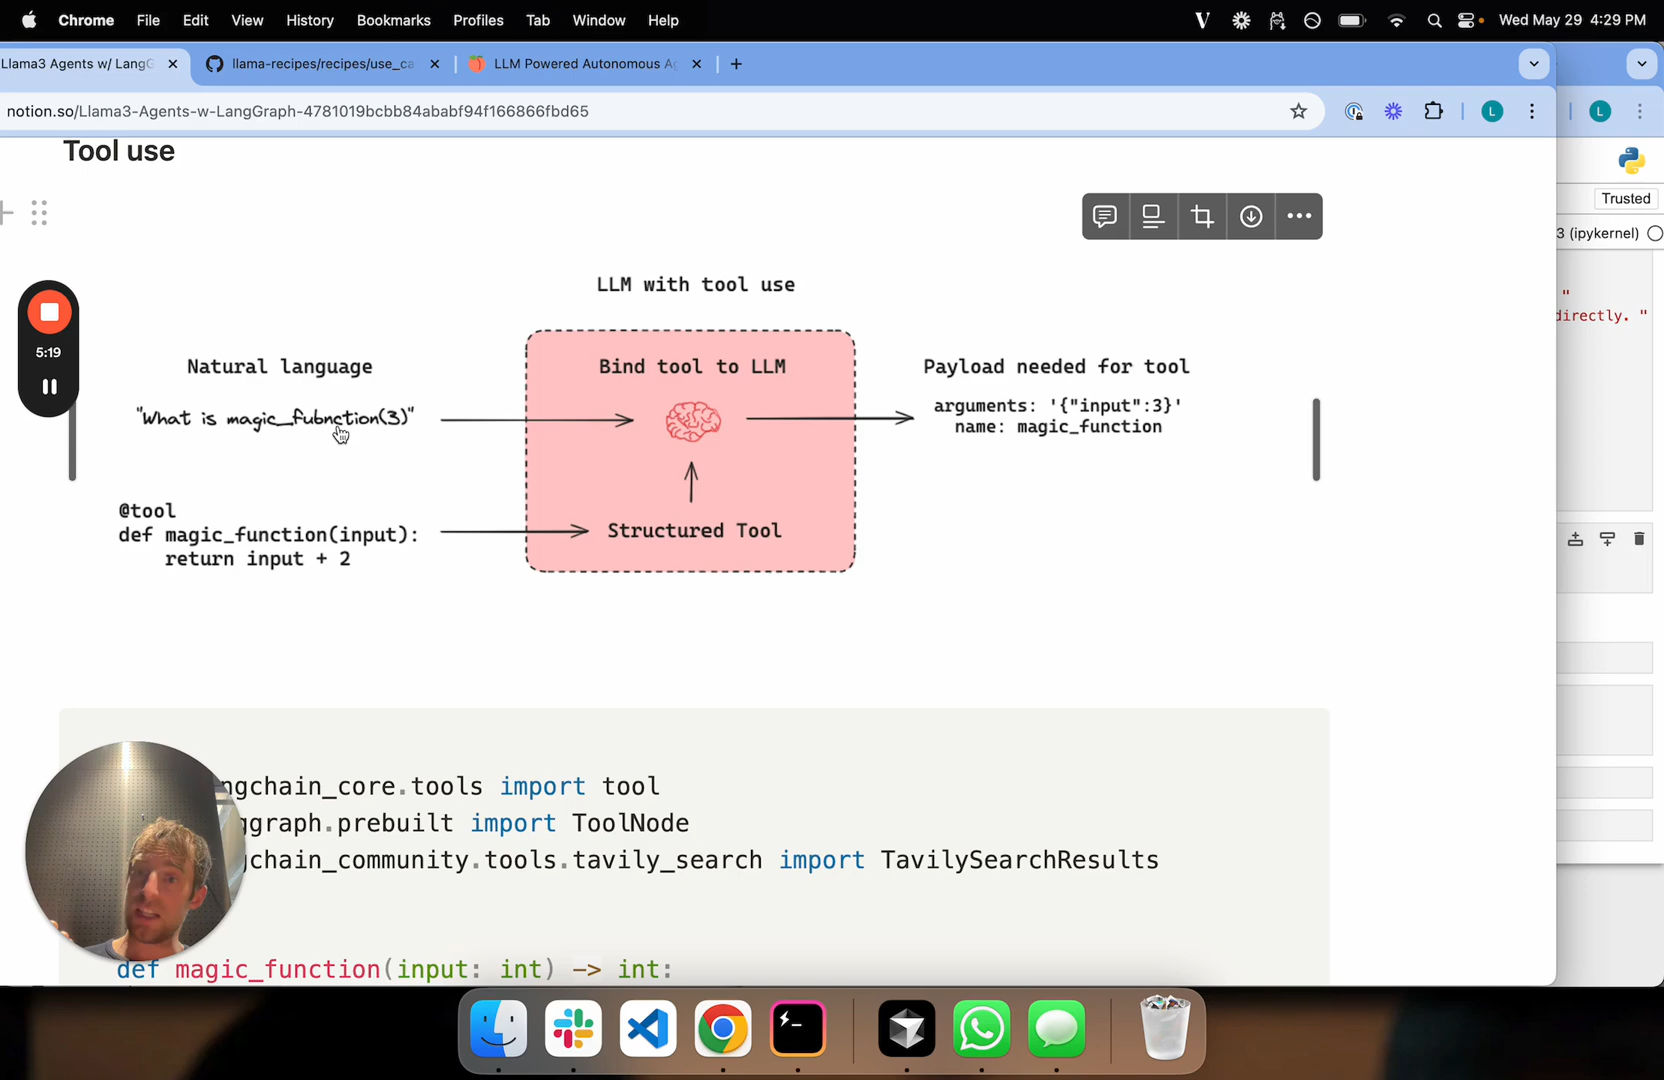 Chrome File Edit View History Bookmarks Profiles Tab Window Help
Wed May 29 4:29 PM
Llama3 Agents w/ LangG
llama-recipes/recipes/use_ca
LLM Powered Autonomous Ag
notion.so/Llama3-Agents-w-LangGraph-4781019bcbb84ababf94f166866fbd65
L
L
Tool use
Trusted
3 (ipykernel)
"
directly. "
5:19
LLM with tool use
Natural language
Bind tool to LLM
Payload needed for tool
"What is magic_fubnction(3)"
arguments: '{"input":3}'
name: magic_function
@tool
def magic_function(input):
return input + 2
Structured Tool
ngchain_core.tools import tool
ggraph.prebuilt import ToolNode
gchain_community.tools.tavily_search import TavilySearchResults
def magic_function(input: int) -> int: